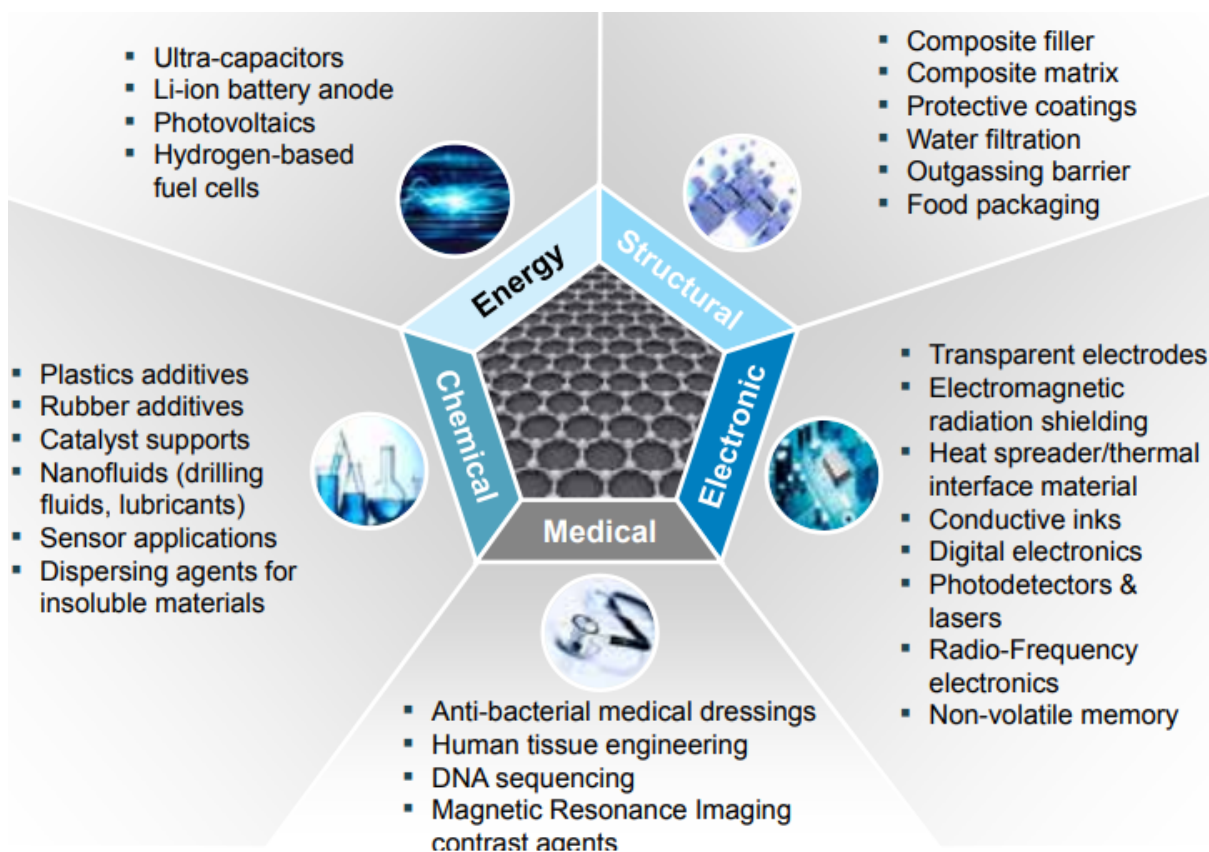 ▪ Ultra-capacitors
▪ Li-ion battery anode
▪ Photovoltaics
▪ Hydrogen-based
fuel cells
▪ Composite filler
▪ Composite matrix
▪ Protective coatings
▪ Water filtration
▪ Outgassing barrier
▪ Food packaging
Energy
Structural
Chemical
Electronic
Medical
▪ Plastics additives
▪ Rubber additives
▪ Catalyst supports
▪ Nanofluids (drilling
fluids, lubricants)
▪ Sensor applications
▪ Dispersing agents for
insoluble materials
▪ Transparent electrodes
▪ Electromagnetic
radiation shielding
▪ Heat spreader/thermal
interface material
▪ Conductive inks
▪ Digital electronics
▪ Photodetectors &
lasers
▪ Radio-Frequency
electronics
▪ Non-volatile memory
▪ Anti-bacterial medical dressings
▪ Human tissue engineering
▪ DNA sequencing
▪ Magnetic Resonance Imaging
contrast agents